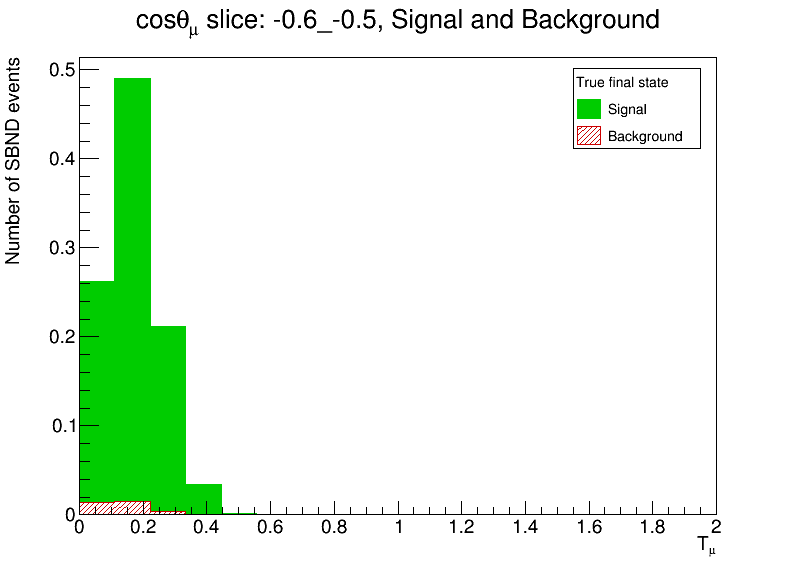 cosθμ slice: -0.6_-0.5, Signal and Background
Number of SBND events
0.5
0.4
0.3
0.2
0.1
0
True final state
Signal
Background
0 0.2 0.4 0.6 0.8 1 1.2 1.4 1.6 1.8 2
Tμ